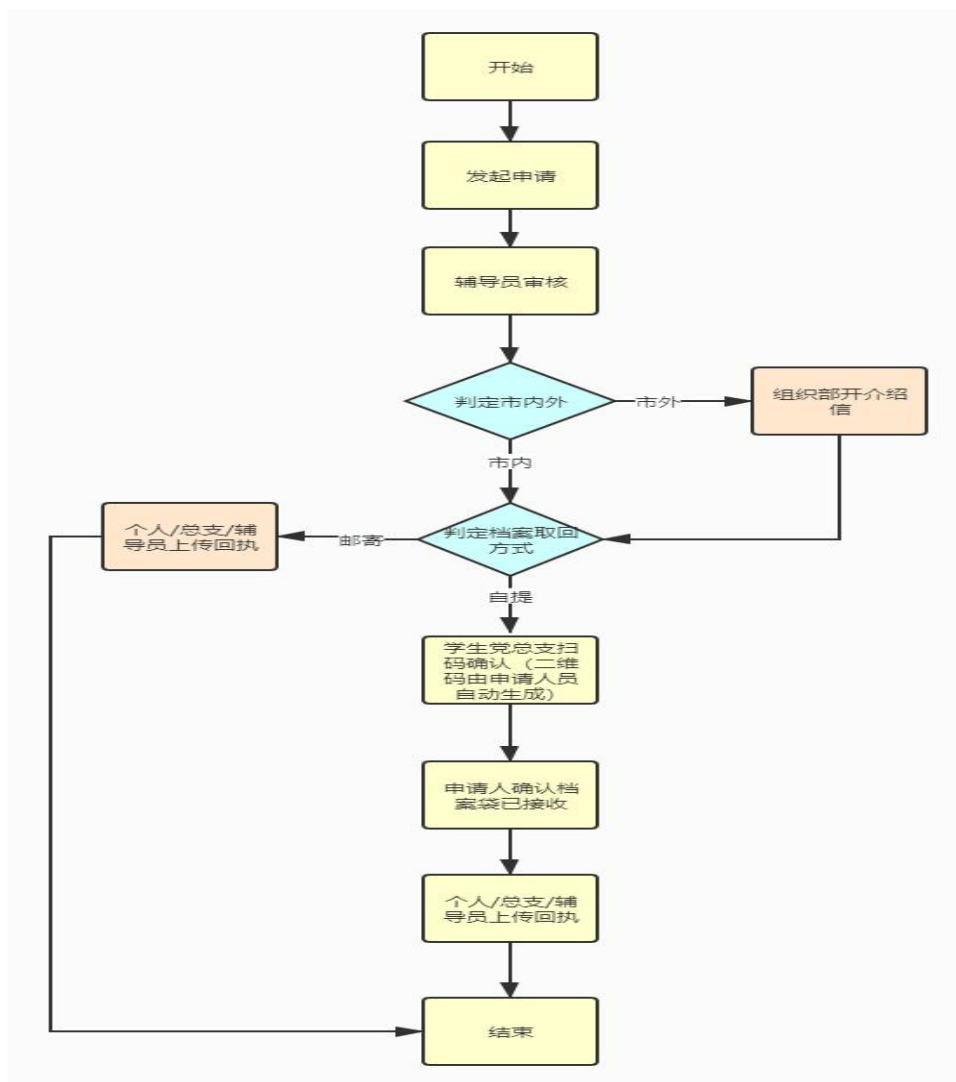 开始
发起申请
辅导员审核
判定市内外
市外
组织部开介绍
信
市内
个人/总支/辅
导员上传回执
邮寄
判定档案取回
方式
自提
学生党总支扫
码确认（二维
码由申请人员
自动生成）
申请人确认档
案袋已接收
个人/总支/辅
导员上传回执
结束